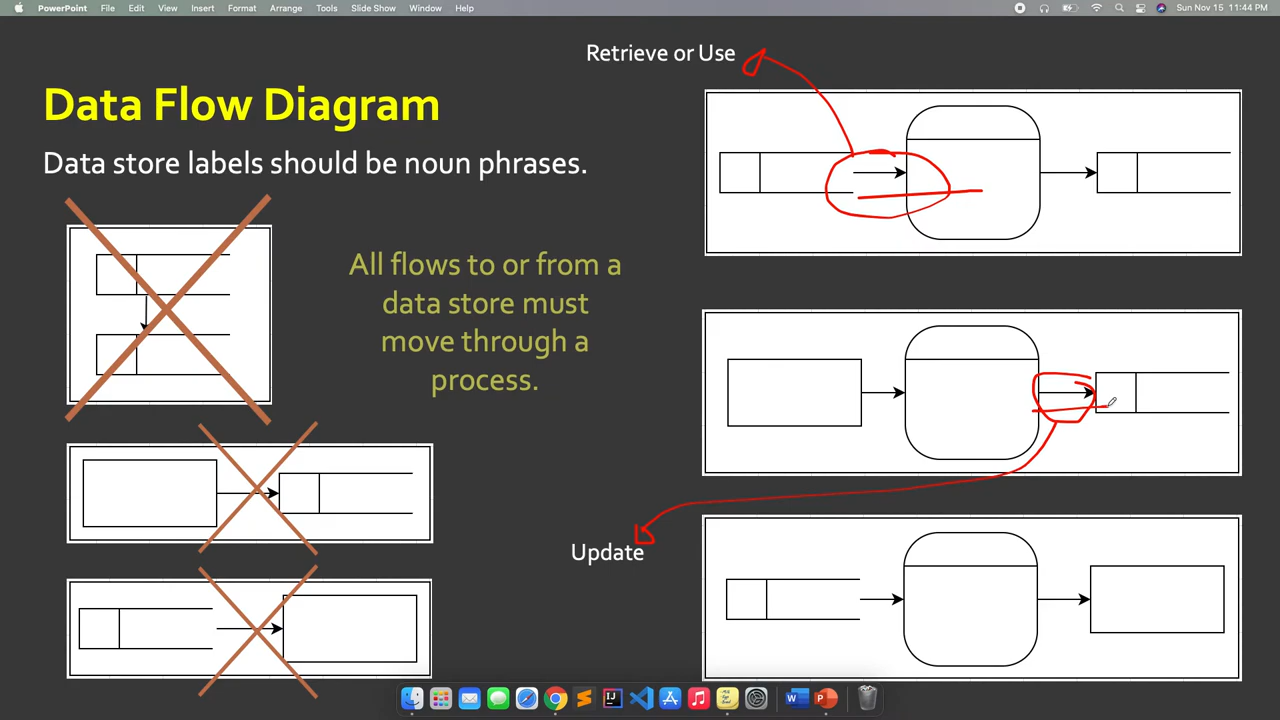 PowerPoint File Edit View Insert Format Arrange Tools Slide Show Window Help Sun Nov 15 11:44 PM
Retrieve or Use
Data Flow Diagram
Data store labels should be noun phrases.
All flows to or from a
data store must
move through a
process.
Update